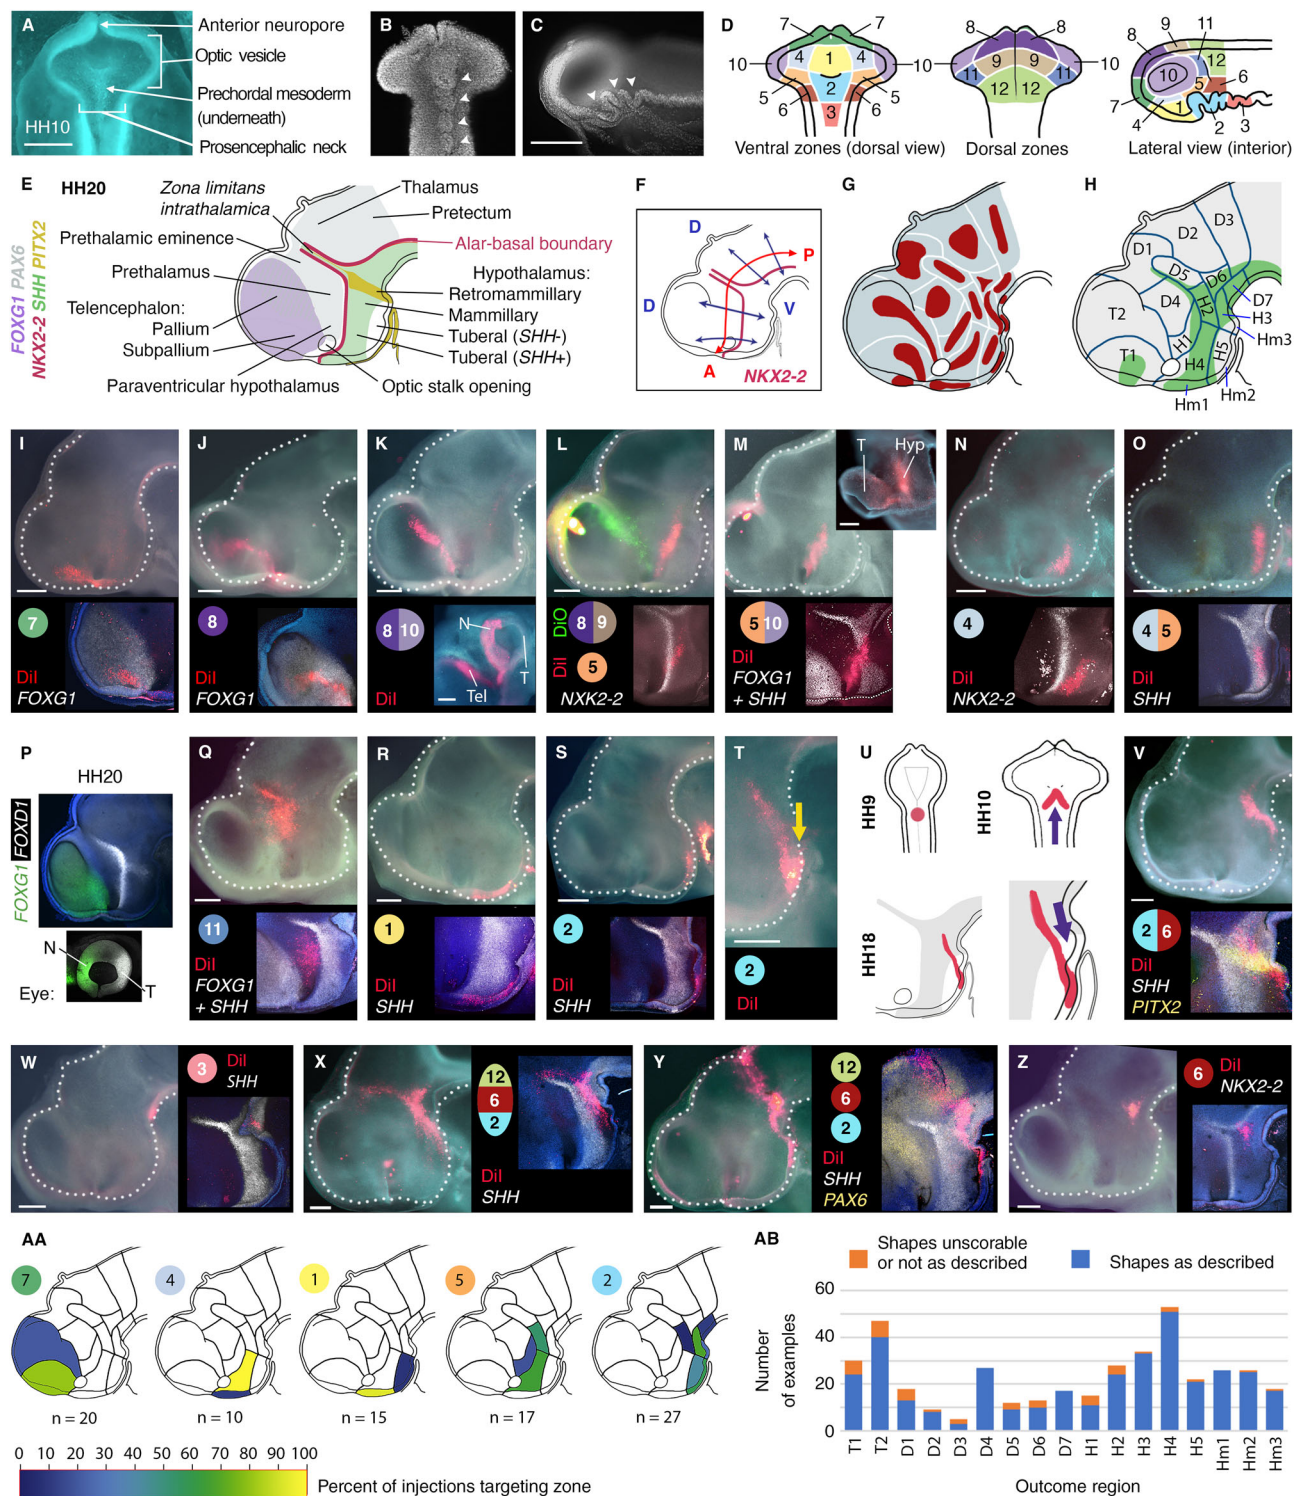 A
Anterior neuropore
Optic vesicle
Prechordal mesoderm
(underneath)
Prosencephalic neck
HH10
B
C
D
7 7
4 1 4
10 10
2
5 5
6 6
3
Ventral zones (dorsal view)
8 8
9 9
10
11 11
12 12
Dorsal zones
9 11
8 12
10
5 6
7
4 1 2 3
Lateral view (interior)
E HH20
FOXG1 PAX6
NKX2-2 SHH PITX2
Zona limitans
intrathalamica
Thalamus
Pretectum
Prethalamic eminence
Alar-basal boundary
Prethalamus
Hypothalamus:
Retromammillary
Mammillary
Tuberal (SHH-)
Tuberal (SHH+)
Telencephalon:
Pallium
Subpallium
Paraventricular hypothalamus
Optic stalk opening
F
D
P
D
V
A
NKX2-2
G
H
D3
D2
D1
D5 D6
D4 H2 D7
T2 H3
H1 Hm3
T1 H4 H5
Hm2
Hm1
I
7
DiI
FOXG1
J
8
DiI
FOXG1
K
8 10
DiI
N
T
Tel
L
DiI DiO
8 9
5
NXK2-2
M
T Hyp
5 10
DiI
FOXG1
+ SHH
N
4
DiI
NKX2-2
O
4 5
DiI
SHH
P
HH20
FOXG1 FOXD1
N
Eye: T
Q
11
DiI
FOXG1
+ SHH
R
1
DiI
SHH
S
2
DiI
SHH
T
2
DiI
U
HH9
HH10
HH18
V
2 6
DiI
SHH
PITX2
W
3 DiI
SHH
X
12
6
2
DiI
SHH
Y
12
6
2
DiI
SHH
PAX6
Z
6 DiI
NKX2-2
AA
7 4 1 5 2
n = 20 n = 10 n = 15 n = 17 n = 27
0 10 20 30 40 50 60 70 80 90 100
Percent of injections targeting zone
AB
Shapes unscorable
or not as described
Shapes as described
Number
of examples
60
40
20
0
T1 T2 D1 D2 D3 D4 D5 D6 D7 H1 H2 H3 H4 H5 Hm1 Hm2 Hm3
Outcome region